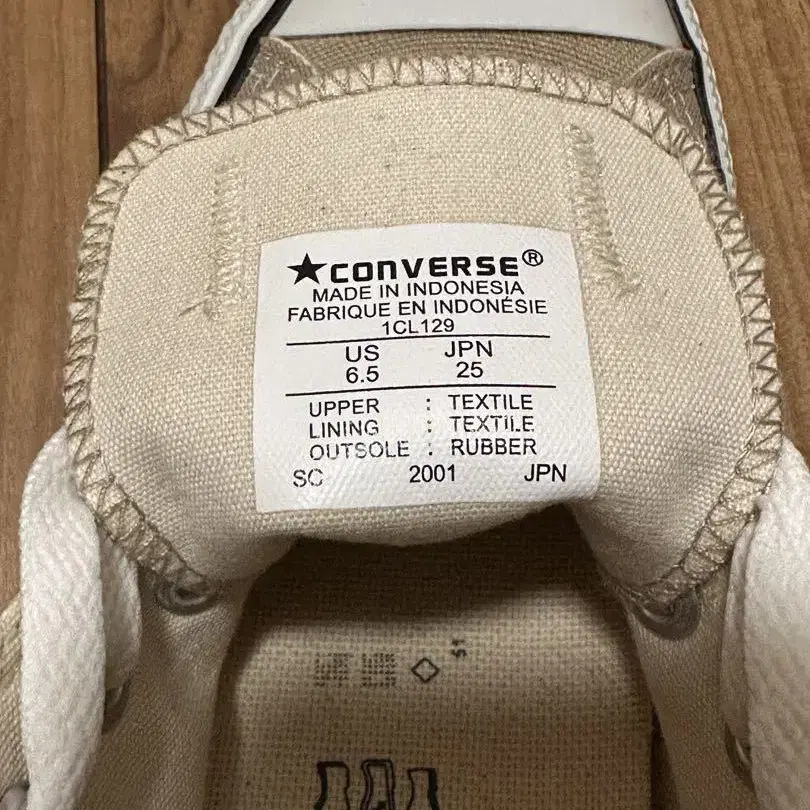 ★CONVERSE®
MADE IN INDONESIA
FABRIQUE EN INDONÉSIE
1CL129
US JPN
6.5 25
UPPER : TEXTILE
LINING : TEXTILE
OUTSOLE : RUBBER
SC 2001 JPN
51